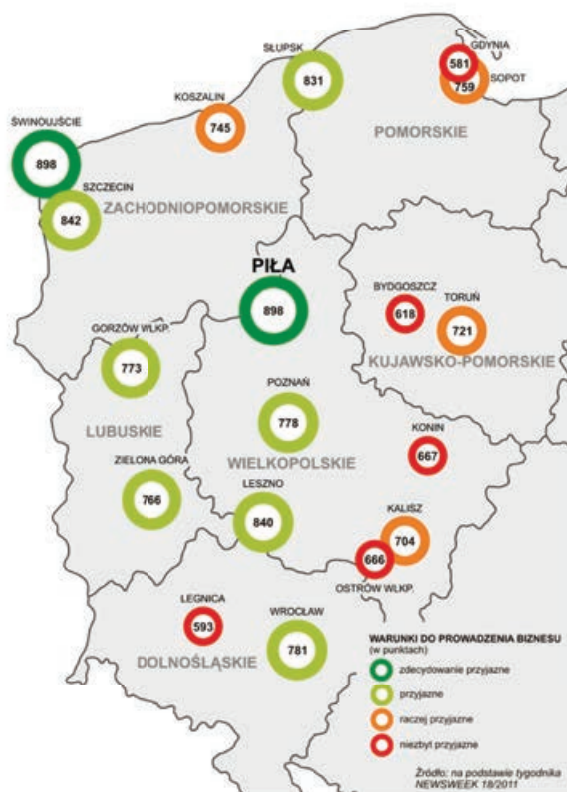 GDYNIA
581
SŁUPSK
831
759
SOPOT
KOSZALIN
745
POMORSKIE
ŚWINOUJŚCIE
898
SZCZECIN
842
ZACHODNIOPOMORSKIE
PIŁA
898
BYDGOSZCZ
618
TORUŃ
721
KUJAWSKO-POMORSKIE
GORZÓW WLKP.
773
POZNAŃ
778
LUBUSKIE
WIELKOPOLSKIE
KONIN
667
ZIELONA GÓRA
766
LESZNO
840
KALISZ
704
666
OSTRÓW WLKP.
LEGNICA
593
WROCŁAW
781
DOLNOŚLĄSKIE
WARUNKI DO PROWADZENIA BIZNESU
(w punktach)
zdecydowanie przyjazne
przyjazne
raczej przyjazne
niezbyt przyjazne
Źródło: na podstawie tygodnika
NEWSWEEK 18/2011